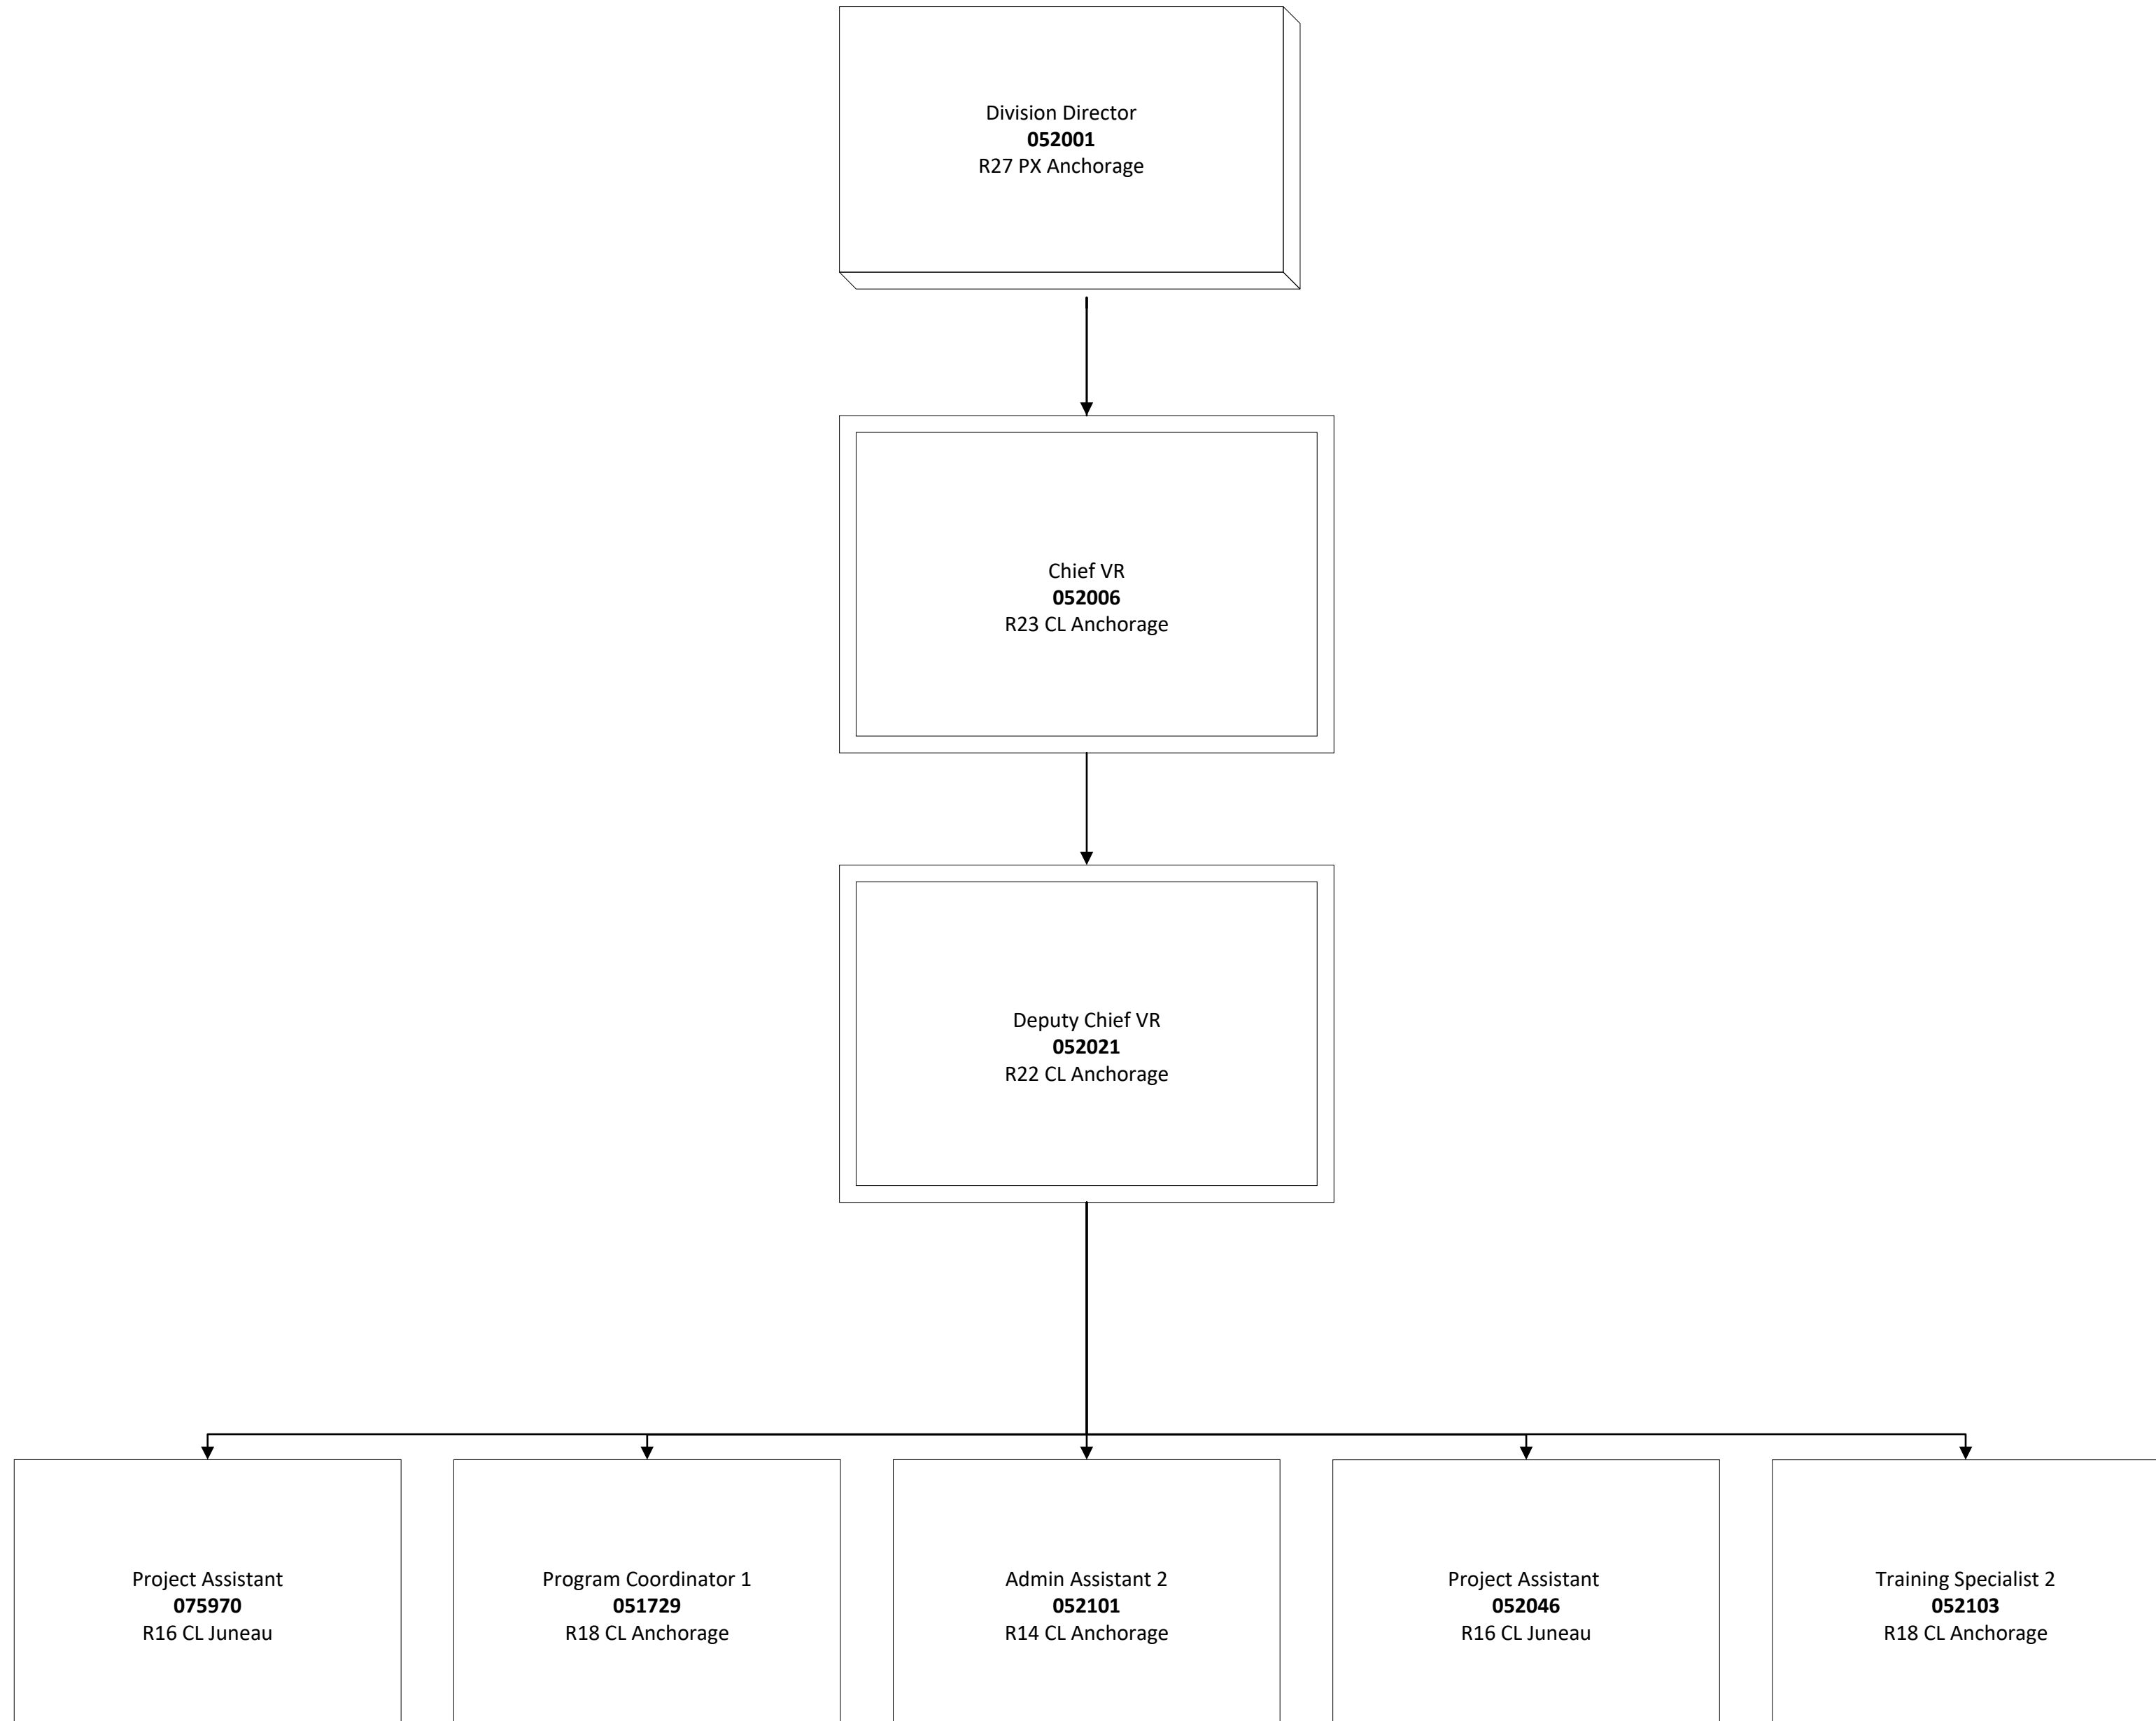 Division Director
052001
R27 PX Anchorage
Chief VR
052006
R23 CL Anchorage
Deputy Chief VR
052021
R22 CL Anchorage
Project Assistant
075970
R16 CL Juneau
Program Coordinator 1
051729
R18 CL Anchorage
Admin Assistant 2
052101
R14 CL Anchorage
Project Assistant
052046
R16 CL Juneau
Training Specialist 2
052103
R18 CL Anchorage